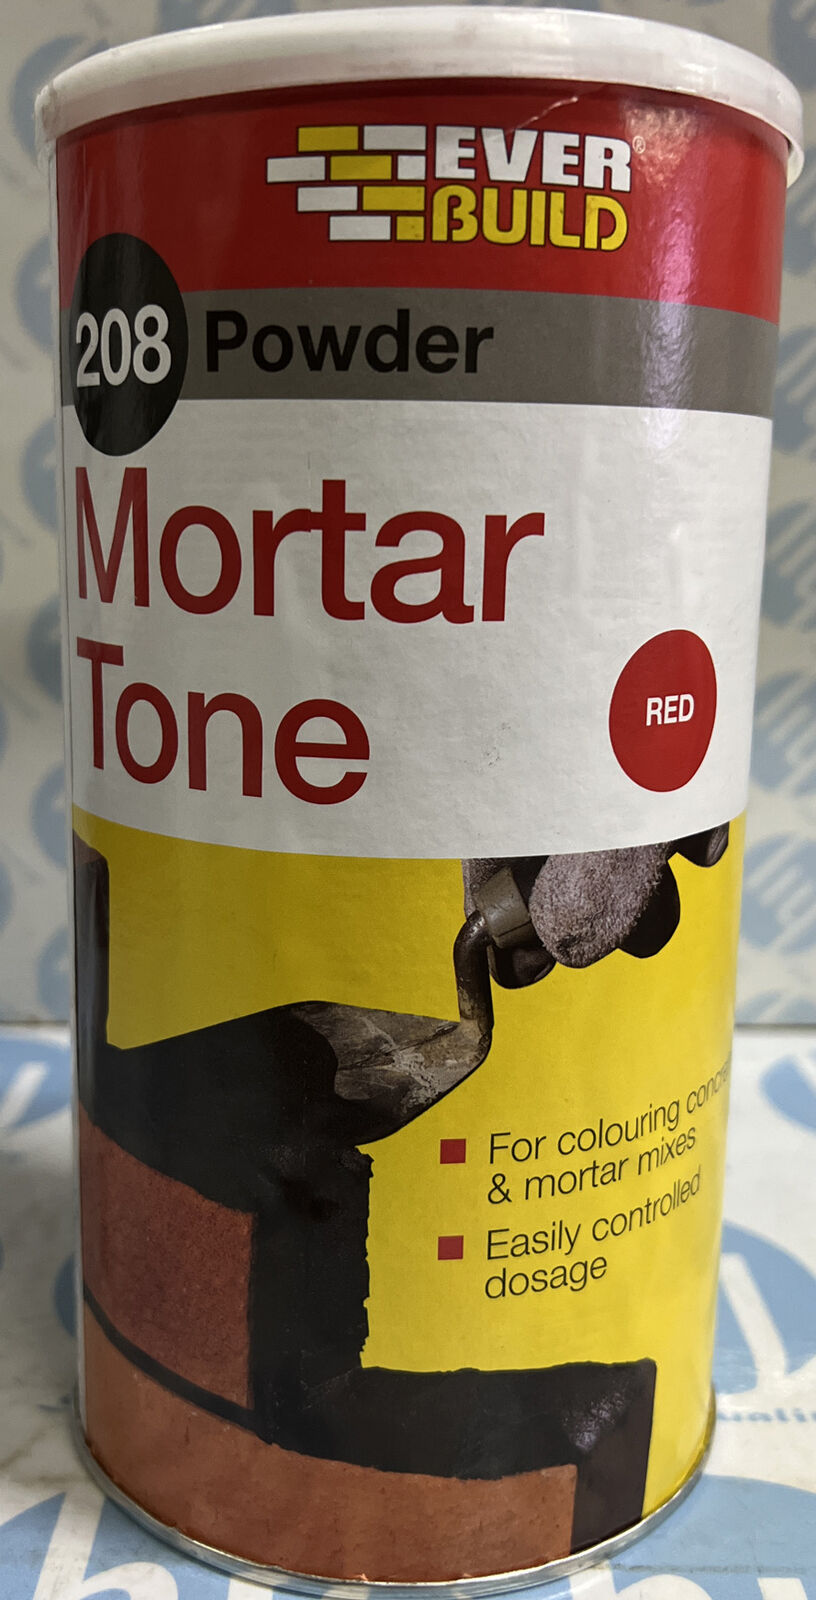 EVER
BUILD
208 Powder
Mortar
Tone
RED
For colouring
& mortar mixes
Easily controlled
dosage